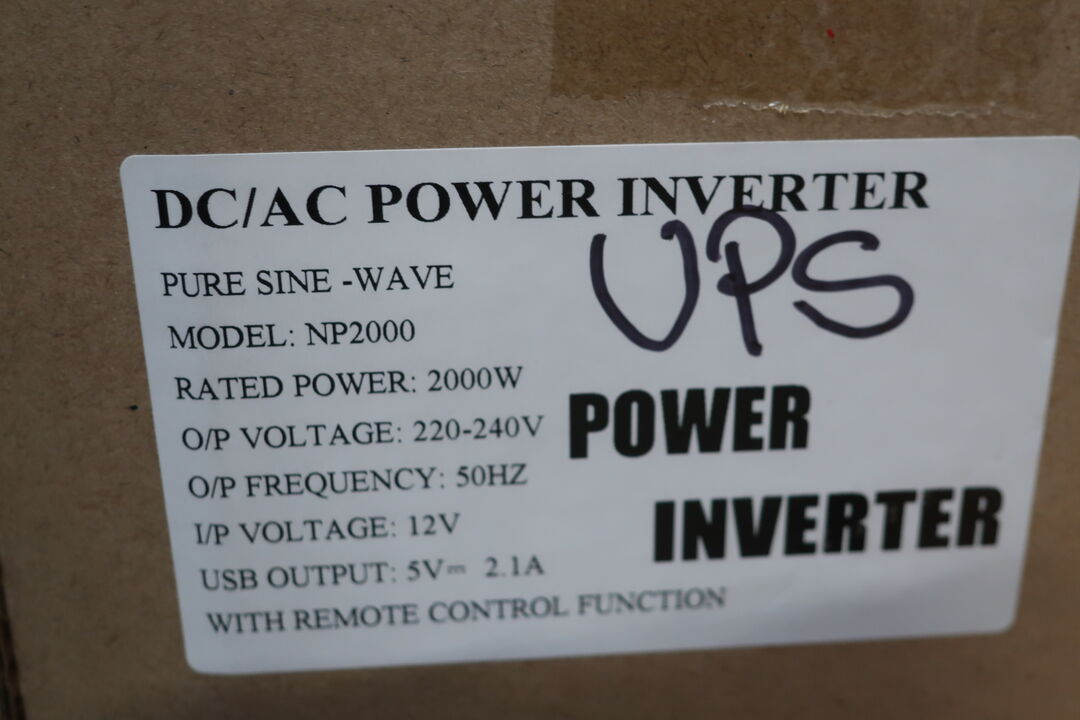 DC/AC POWER INVERTER
UPS
PURE SINE -WAVE
MODEL: NP2000
RATED POWER: 2000W
O/P VOLTAGE: 220-240V
O/P FREQUENCY: 50HZ
I/P VOLTAGE: 12V
USB OUTPUT: 5V⎓ 2.1A
WITH REMOTE CONTROL FUNCTION
POWER
INVERTER